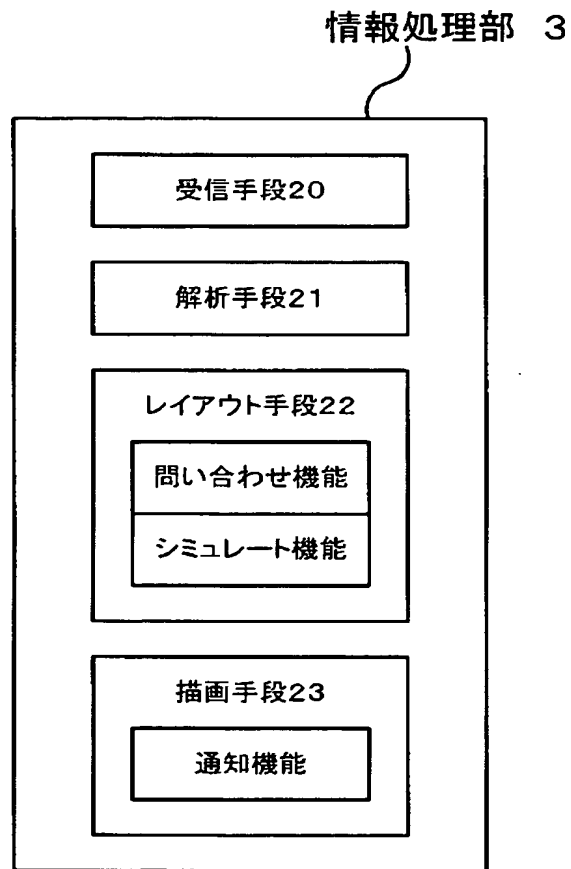 情報処理部 3
受信手段20
解析手段21
レイアウト手段22
問い合わせ機能
シミュレート機能
描画手段23
通知機能